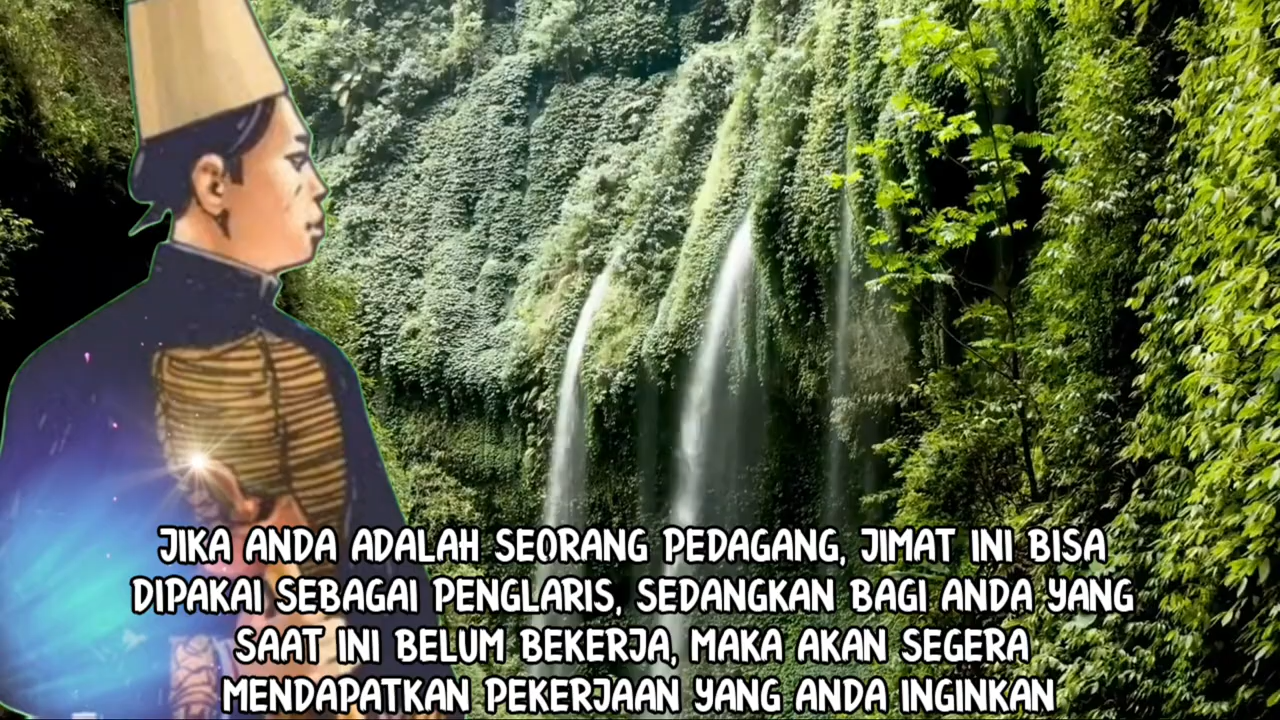 JIKA ANDA ADALAH SEORANG PEDAGANG, JIMAT INI BISA
DIPAKAI SEBAGAI PENGLARIS, SEDANGKAN BAGI ANDA YANG
SAAT INI BELUM BEKERJA, MAKA AKAN SEGERA
MENDAPATKAN PEKERJAAN YANG ANDA INGINKAN